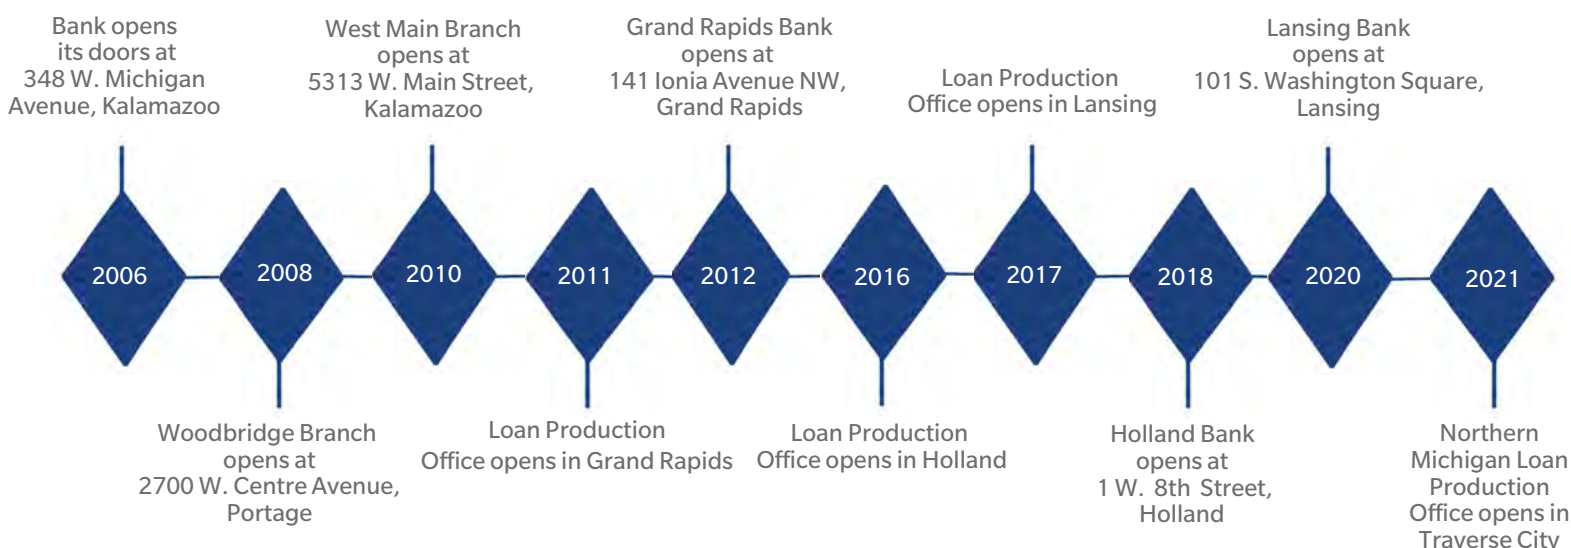 Bank opens
its doors at
348 W. Michigan
Avenue, Kalamazoo
West Main Branch
opens at
5313 W. Main Street,
Kalamazoo
Grand Rapids Bank
opens at
141 Ionia Avenue NW,
Grand Rapids
Loan Production
Office opens in Lansing
Lansing Bank
opens at
101 S. Washington Square,
Lansing
2006
2008
2010
2011
2012
2016
2017
2018
2020
2021
Woodbridge Branch
opens at
2700 W. Centre Avenue,
Portage
Loan Production
Office opens in Grand Rapids
Loan Production
Office opens in Holland
Holland Bank
opens at
1 W. 8th Street,
Holland
Northern
Michigan Loan
Production
Office opens in
Traverse City